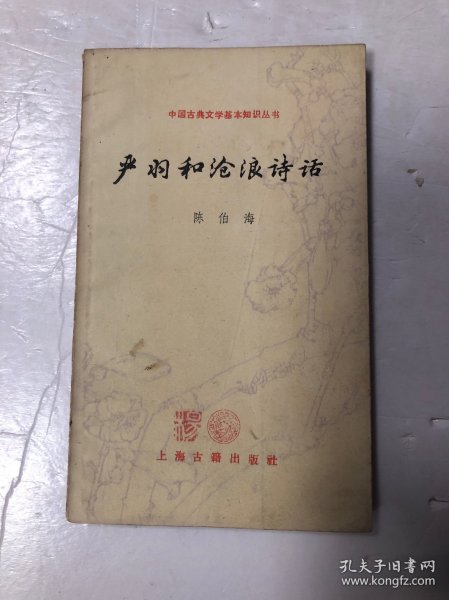 中国古典文学基本知识丛书
严羽和沧浪诗话
陈伯海
上海古籍出版社
孔夫子旧书网
www.kongfz.com